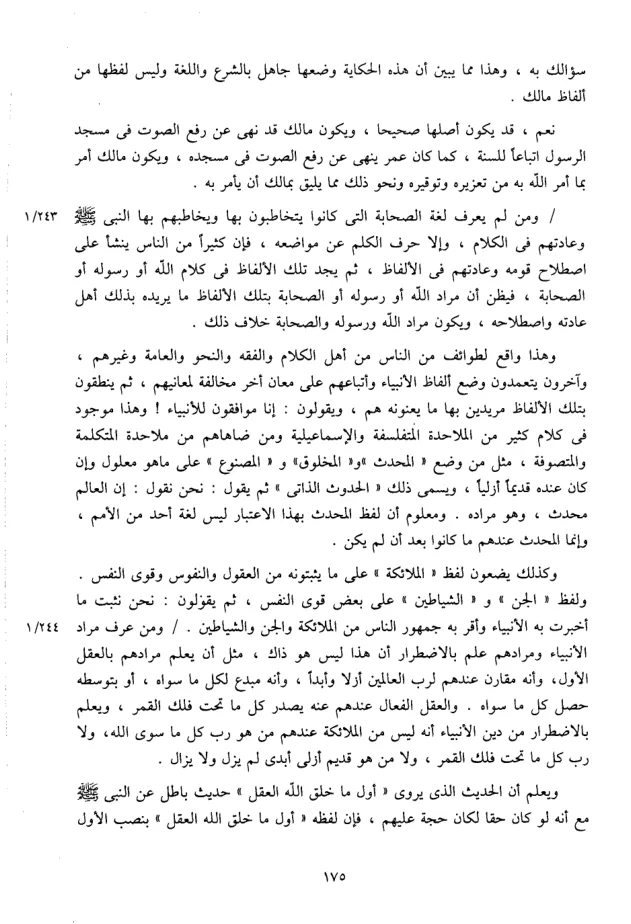 سؤالك به ، وهذا مما يبين أن هذه الحكاية وضعها جاهل بالشرع واللغة وليس لفظها من
ألفاظ مالك .
نعم ، قد يكون أصلها صحيحا ، ويكون مالك قد نهى عن رفع الصوت فى مسجد
الرسول اتباعاً للسنة ، كما كان عمر ينهى عن رفع الصوت فى مسجده ، ويكون مالك أمر
بما أمر الله به من تعزيره وتوقيره ونحو ذلك مما يليق بمالك أن يأمر به .
/ ومن لم يعرف لغة الصحابة التى كانوا يتخاطبون بها ويخاطبهم بها النبى ﷺ ١/٢٤٣
وعادتهم فى الكلام ، وإلا حرف الكلم عن مواضعه ، فإن كثيراً من الناس ينشأ على
اصطلاح قومه وعادتهم فى الألفاظ ، ثم يجد تلك الألفاظ فى كلام الله أو رسوله أو
الصحابة ، فيظن أن مراد الله أو رسوله أو الصحابة بتلك الألفاظ ما يريده بذلك أهل
عادته واصطلاحه ، ويكون مراد الله ورسوله والصحابة خلاف ذلك .
وهذا واقع لطوائف من الناس من أهل الكلام والفقه والنحو والعامة وغيرهم ،
وآخرون يتعمدون وضع ألفاظ الأنبياء وأتباعهم على معان أخر مخالفة لمعانيهم ، ثم ينطقون
بتلك الألفاظ مريدين بها ما يعنونه هم ، ويقولون : إنا موافقون للأنبياء ! وهذا موجود
فى كلام كثير من الملاحدة المتفلسفة والإسماعيلية ومن ضاهاهم من ملاحدة المتكلمة
والمتصوفة ، مثل من وضع « المحدث »و« المخلوق» و « المصنوع » على ماهو معلول وإن
كان عنده قديماً أزلياً ، ويسمى ذلك « الحدوث الذاتى » ثم يقول : نحن نقول : إن العالم
محدث ، وهو مراده . ومعلوم أن لفظ المحدث بهذا الاعتبار ليس لغة أحد من الأمم ،
وإنما المحدث عندهم ما كانوا بعد أن لم يكن .
وكذلك يضعون لفظ « الملائكة » على ما يثبتونه من العقول والنفوس وقوى النفس .
ولفظ « الجن » و « الشياطين » على بعض قوى النفس ، ثم يقزلون : نحن نثبت ما
أخبرت به الأنبياء وأقر به جمهور الناس من الملائكة والجن والشياطين . / ومن عرف مراد ١/٢٤٤
الأنبياء ومرادهم علم بالاضطرار أن هذا ليس هو ذاك ، مثل أن يعلم مرادهم بالعقل
الأول، وأنه مقارن عندهم لرب العالمين أزلا وأبداً ، وأنه مبدع لكل ما سواه ، أو بتوسطه
حصل كل ما سواه . والعقل الفعال عندهم عنه يصدر كل ما تحت فلك القمر ، ويعلم
بالاضطرار من دين الأنبياء أنه ليس من الملائكة عندهم من هو رب كل ما سوى الله، ولا
رب كل ما تحت فلك القمر ، ولا من هو قديم أزلى أبدى لم يزل ولا يزال .
ويعلم أن الحديث الذى يروى « أول ما خلق الله العقل » حديث باطل عن النبى ﷺ
مع أنه لو كان حقا لكان حجة عليهم ، فإن لفظه « أول ما خلق الله العقل » بنصب الأول
١٧٥